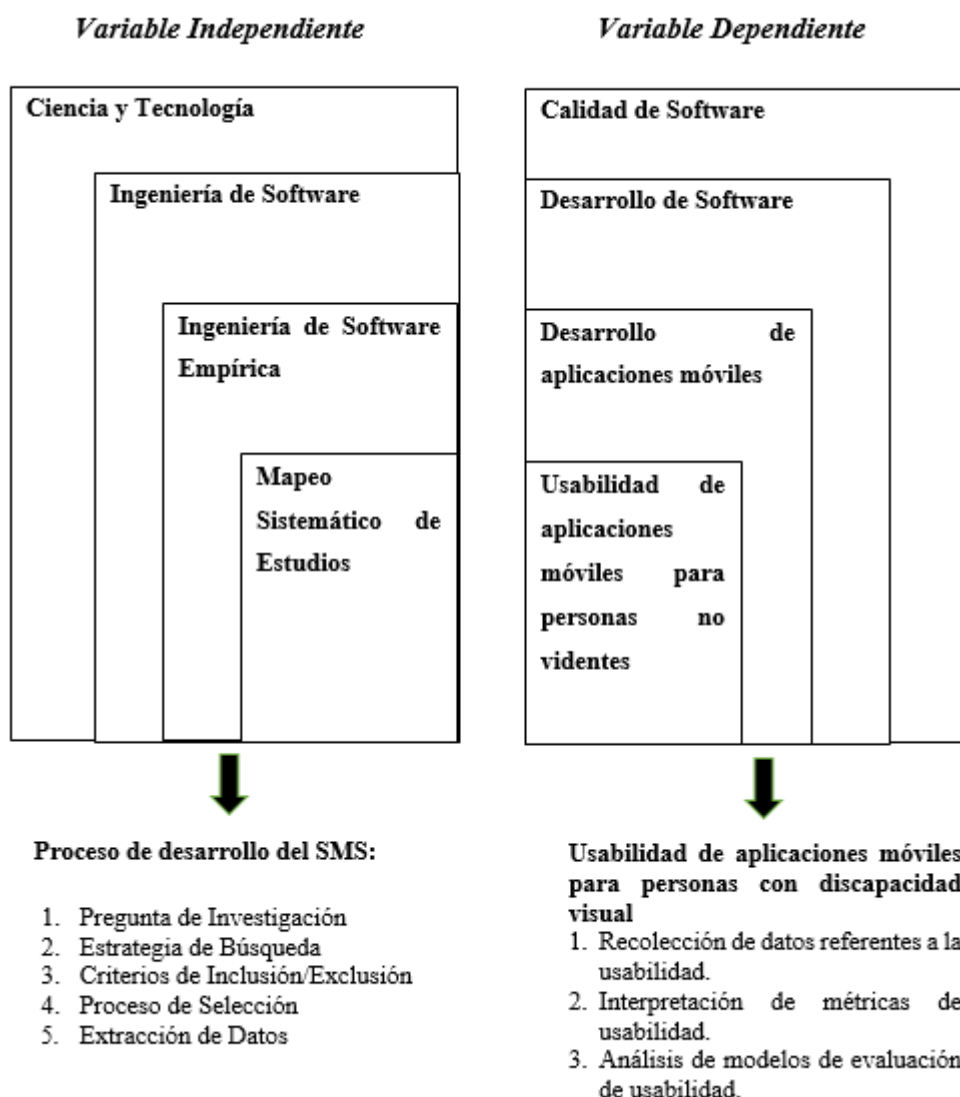 Variable Independiente
Ciencia y Tecnología
Ingeniería de Software
Ingeniería de Software
Empírica
Mapeo
Sistemático de
Estudios
Proceso de desarrollo del SMS:
1. Pregunta de Investigación
2. Estrategia de Búsqueda
3. Criterios de Inclusión/Exclusión
4. Proceso de Selección
5. Extracción de Datos
Variable Dependiente
Calidad de Software
Desarrollo de Software
Desarrollo de
aplicaciones móviles
Usabilidad de
aplicaciones
móviles para
personas no
videntes
Usabilidad de aplicaciones móviles
para personas con discapacidad
visual
1. Recolección de datos referentes a la
usabilidad.
2. Interpretación de métricas de
usabilidad.
3. Análisis de modelos de evaluación
de usabilidad.